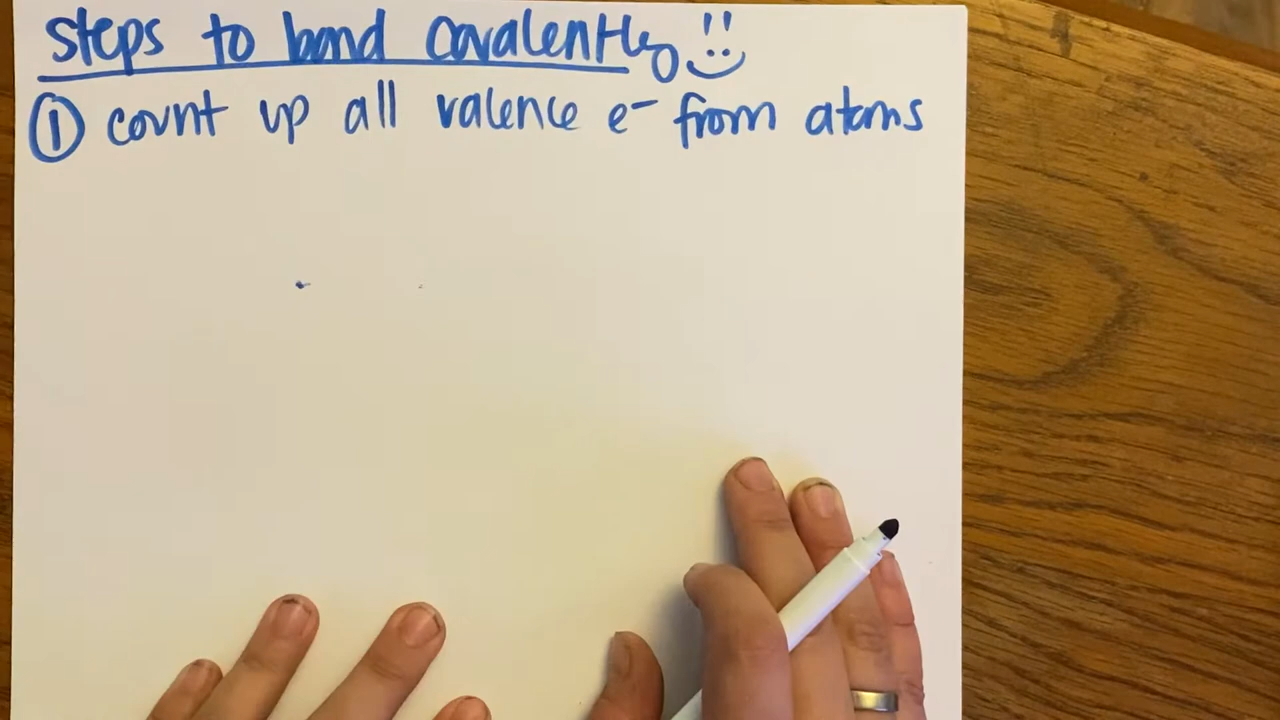 steps to bond covalently!!
① count up all valence e- from atoms